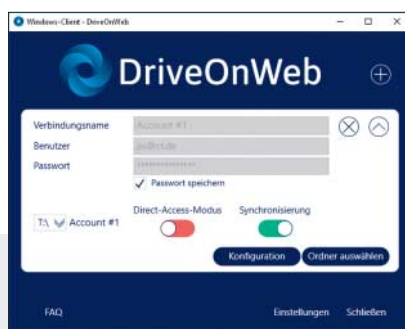 Windows-Client - DriveOnWeb
DriveOnWeb
Verbindungsname Account #1
Benutzer
Passwort ***************
Passwort speichern
Direct-Access-Modus Synchronisierung
T:\ Account #1
Konfiguration Ordner auswählen
FAQ Einstellungen Schließen